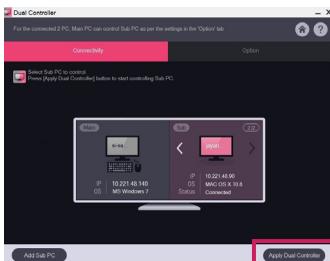 Dual Controller
For the connected 2 PC, Main PC can control Sub PC as per the settings in the 'Option' tab
Connectivity
Option
Select Sub PC to control.
Press [Apply Dual Controller] button to start controlling Sub PC.
Main
Sub
IP 10.221.48.140
OS MS Windows 7
jayan
IP 10.221.48.90
OS MAC OS X 10.8
Status Connected
Add Sub PC
Apply Dual Controller